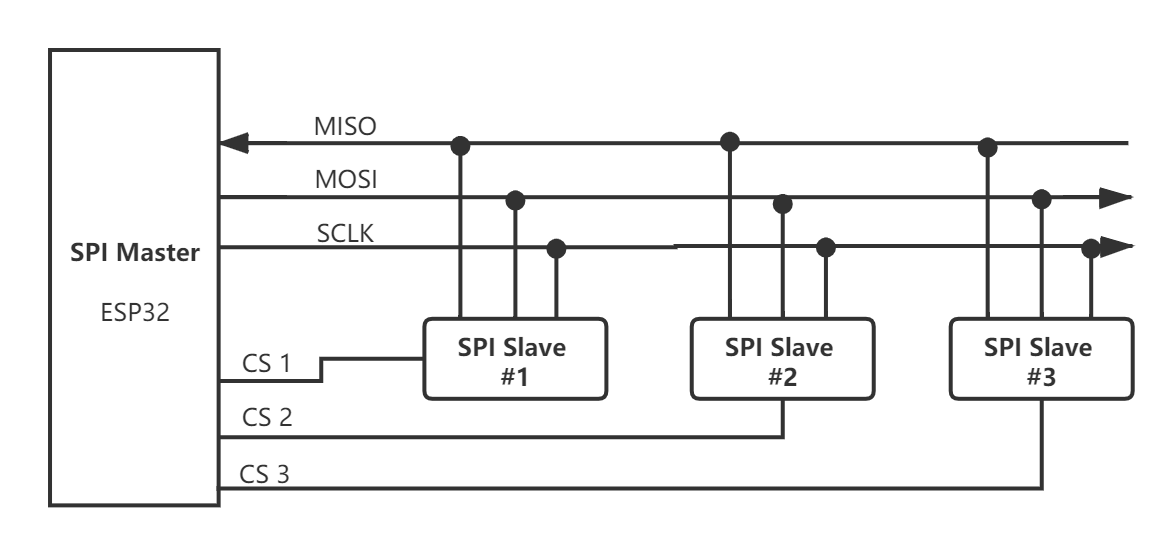 MISO
MOSI
SCLK
SPI Master
ESP32
SPI Slave
#1
SPI Slave
#2
SPI Slave
#3
CS 1
CS 2
CS 3